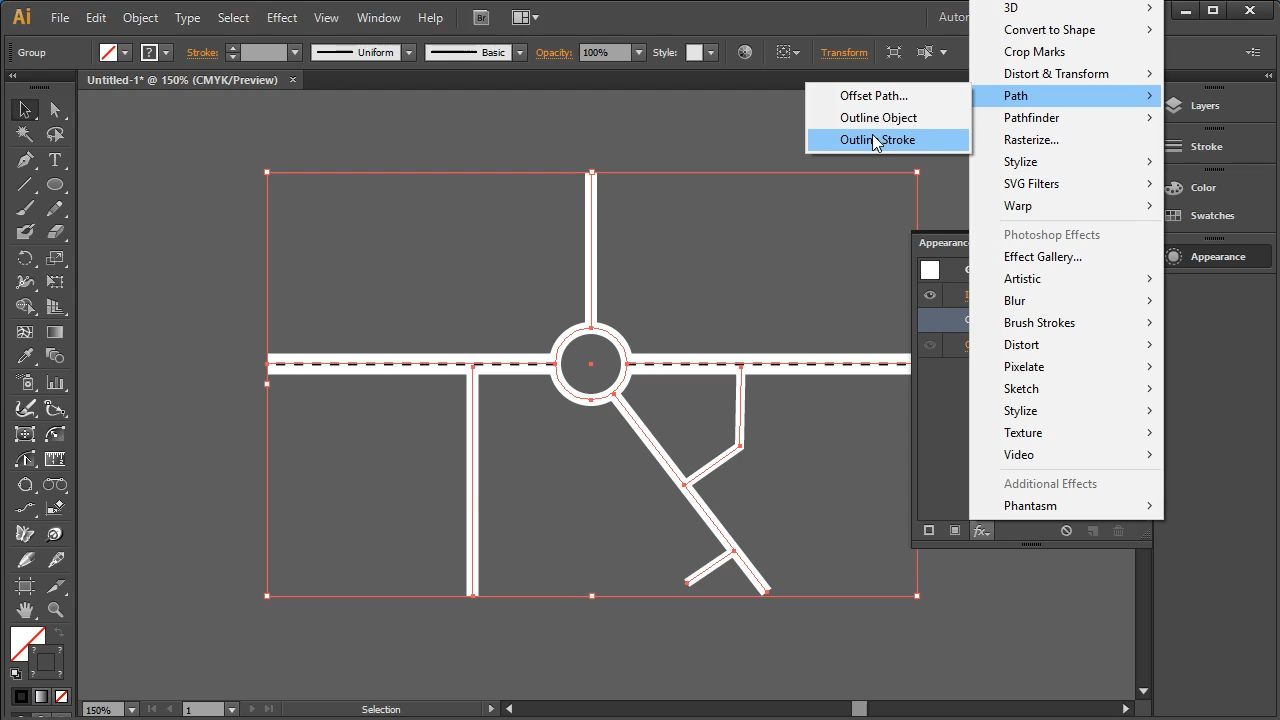 Ai File Edit Object Type Select Effect View Window Help Br
Group Stroke: Uniform Basic Opacity: 100% Style: Transform
Untitled-1* @ 150% (CMYK/Preview) ×
3D
Convert to Shape
Crop Marks
Distort & Transform
Path
Pathfinder
Rasterize...
Stylize
SVG Filters
Warp
Photoshop Effects
Effect Gallery...
Artistic
Blur
Brush Strokes
Distort
Pixelate
Sketch
Stylize
Texture
Video
Additional Effects
Phantasm
Offset Path...
Outline Object
Outline Stroke
Layers
Stroke
Color
Swatches
Appearance
fx
150% 1 Selection